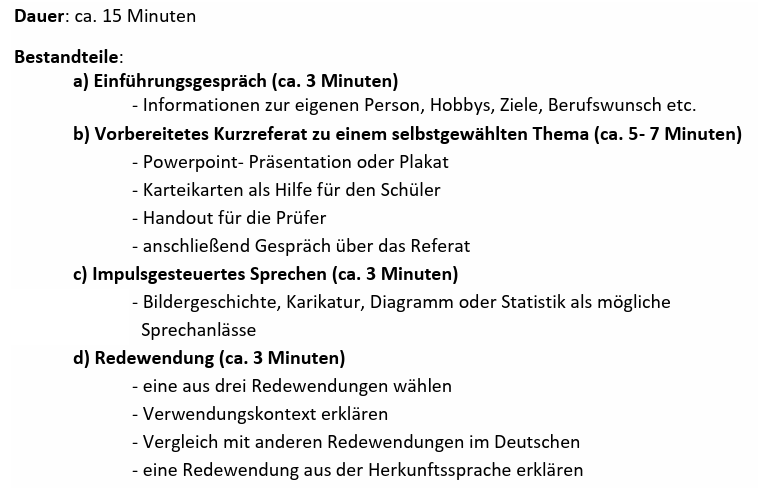 Dauer: ca. 15 Minuten
Bestandteile:
a) Einführungsgespräch (ca. 3 Minuten)
- Informationen zur eigenen Person, Hobbys, Ziele, Berufswunsch etc.
b) Vorbereitetes Kurzreferat zu einem selbstgewählten Thema (ca. 5- 7 Minuten)
- Powerpoint- Präsentation oder Plakat
- Karteikarten als Hilfe für den Schüler
- Handout für die Prüfer
- anschließend Gespräch über das Referat
c) Impulsgesteuertes Sprechen (ca. 3 Minuten)
- Bildergeschichte, Karikatur, Diagramm oder Statistik als mögliche
Sprechanlässe
d) Redewendung (ca. 3 Minuten)
- eine aus drei Redewendungen wählen
- Verwendungskontext erklären
- Vergleich mit anderen Redewendungen im Deutschen
- eine Redewendung aus der Herkunftssprache erklären